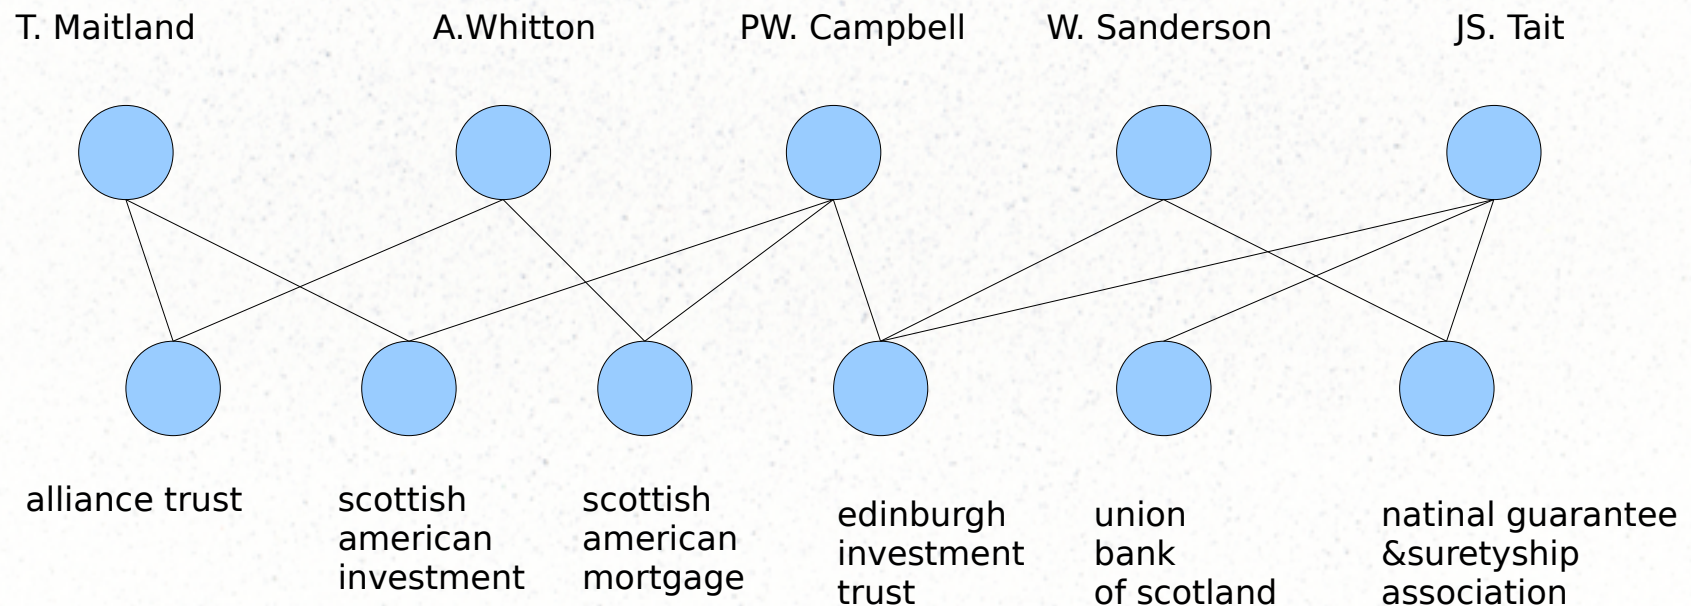 T. Maitland
A.Whitton
PW. Campbell
W. Sanderson
JS. Tait
alliance trust
scottish
american
investment
scottish
american
mortgage
edinburgh
investment
trust
union
bank
of scotland
natinal guarantee
&suretyship
association